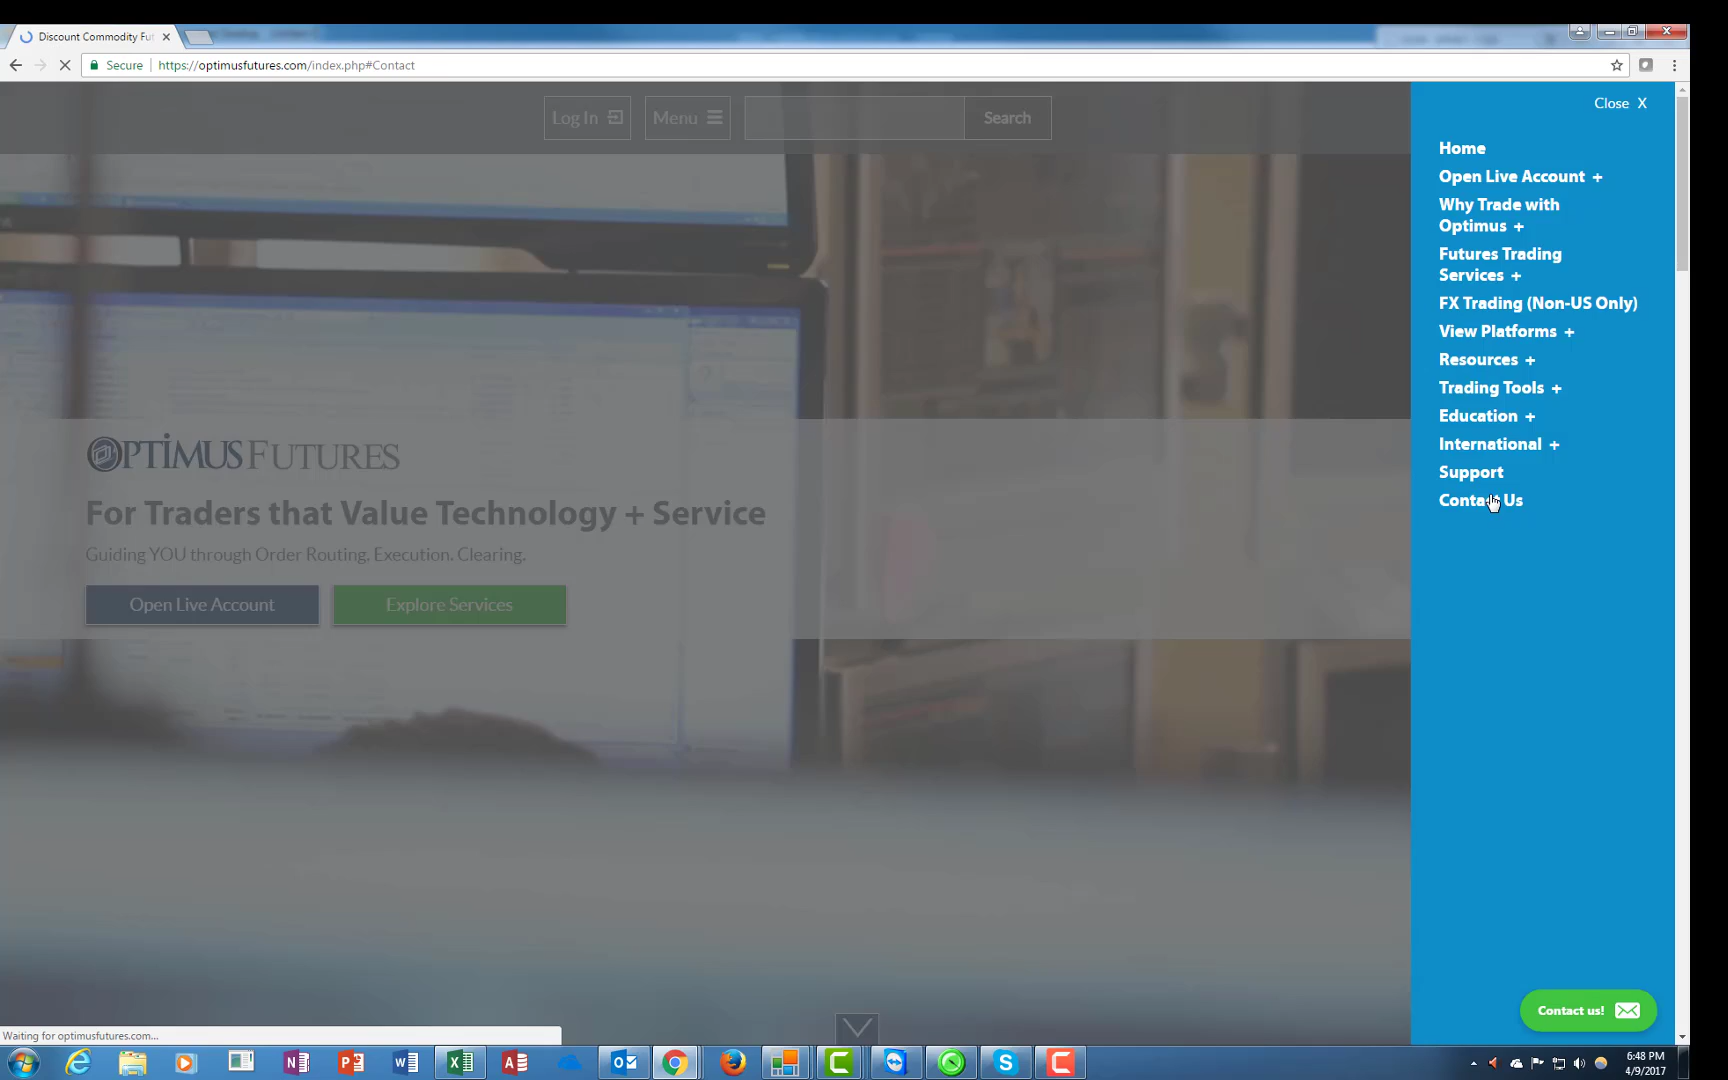 Discount Commodity Fut
Secure
https://optimusfutures.com/index.php#Contact
Log In
Menu
Search
Close X
Home
Open Live Account +
Why Trade with
Optimus +
Futures Trading
Services +
FX Trading (Non-US Only)
View Platforms +
Resources +
Trading Tools +
Education +
International +
Support
Contact Us
OPTIMUS FUTURES
For Traders that Value Technology + Service
Guiding YOU through Order Routing. Execution. Clearing.
Open Live Account
Explore Services
Contact us!
Waiting for optimusfutures.com...
6:48 PM
4/9/2017